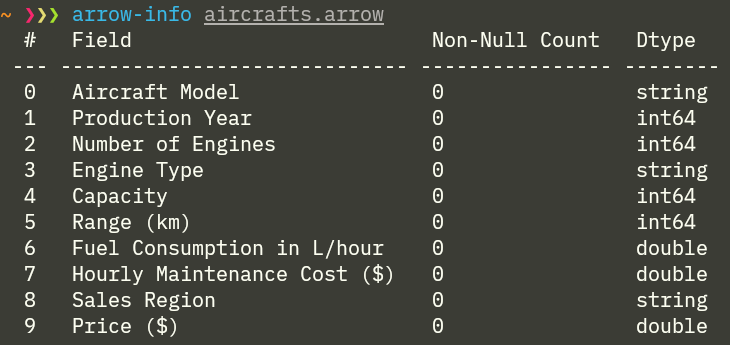 ~ ❯❯❯ arrow-info aircrafts.arrow
# Field Non-Null Count Dtype
--- ----------------------------- ---------------- --------
0 Aircraft Model 0 string
1 Production Year 0 int64
2 Number of Engines 0 int64
3 Engine Type 0 string
4 Capacity 0 int64
5 Range (km) 0 int64
6 Fuel Consumption in L/hour 0 double
7 Hourly Maintenance Cost ($) 0 double
8 Sales Region 0 string
9 Price ($) 0 double